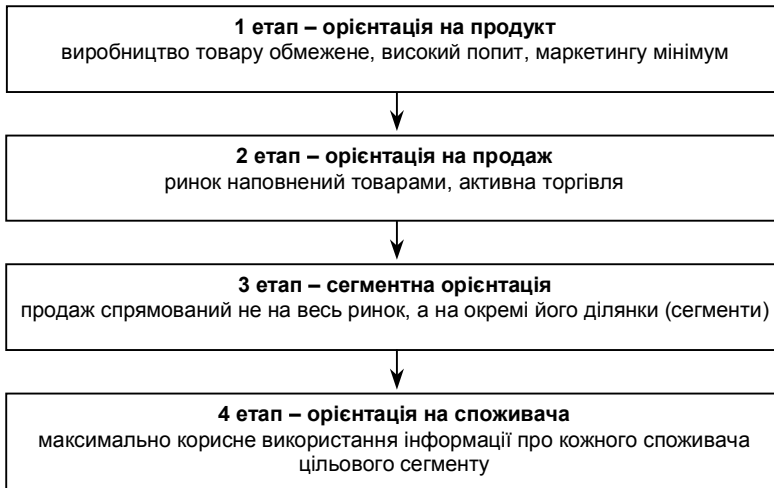 1 етап – орієнтація на продукт
виробництво товару обмежене, високий попит, маркетингу мінімум
2 етап – орієнтація на продаж
ринок наповнений товарами, активна торгівля
3 етап – сегментна орієнтація
продаж спрямований не на весь ринок, а на окремі його ділянки (сегменти)
4 етап – орієнтація на споживача
максимально корисне використання інформації про кожного споживача
цільового сегменту